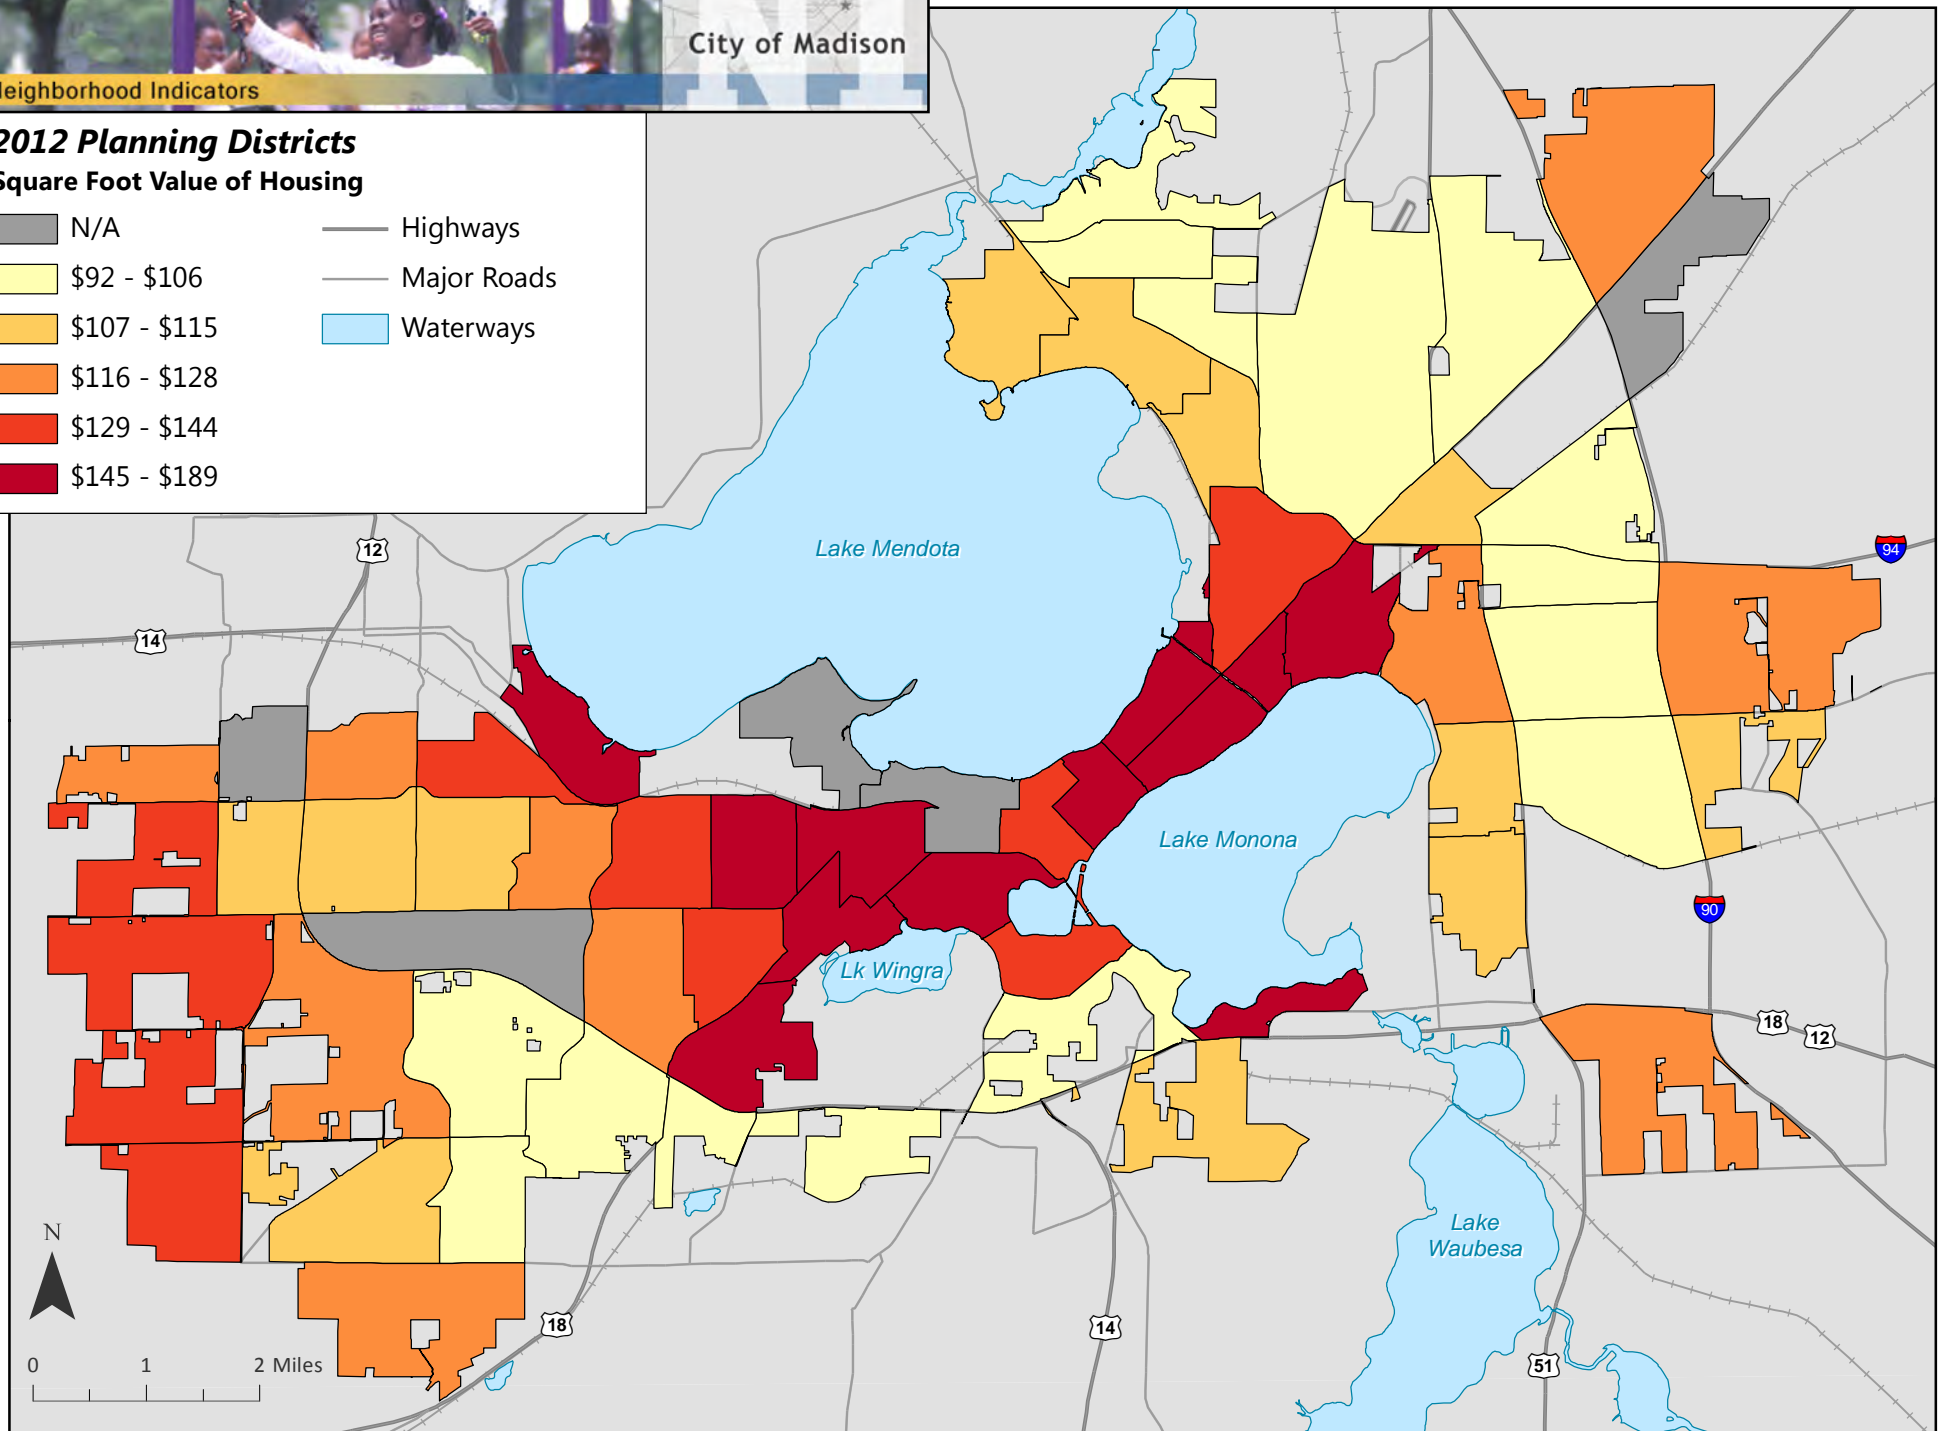 City of Madison
Neighborhood Indicators
2012 Planning Districts
Square Foot Value of Housing
N/A
$92 - $106
$107 - $115
$116 - $128
$129 - $144
$145 - $189
Highways
Major Roads
Waterways
12
14
Lake Mendota
94
Lake Monona
Lk Wingra
90
18
12
Lake
Waubesa
N
0 1 2 Miles
18
14
51